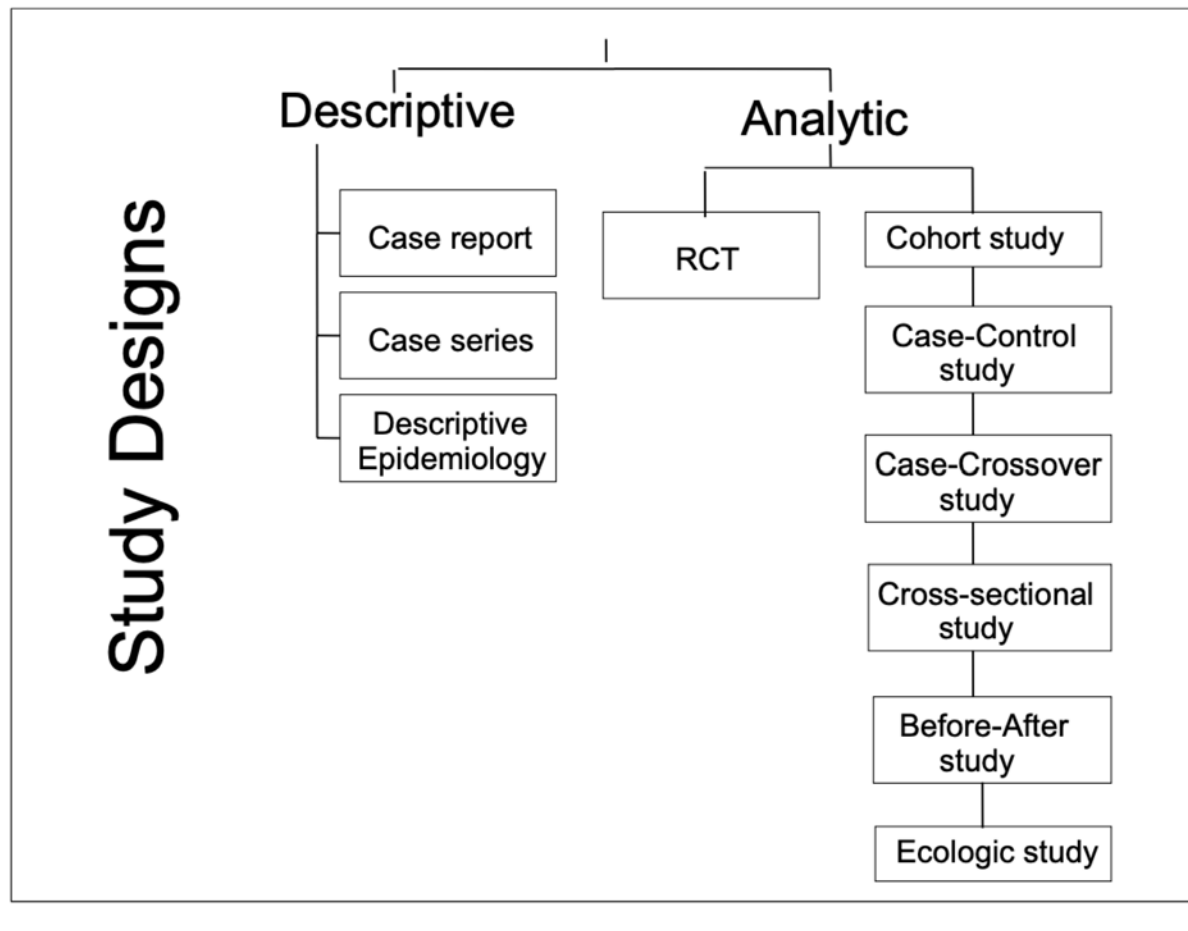 Study Designs
Descriptive
Analytic
Case report
Case series
Descriptive
Epidemiology
RCT
Cohort study
Case-Control
study
Case-Crossover
study
Cross-sectional
study
Before-After
study
Ecologic study